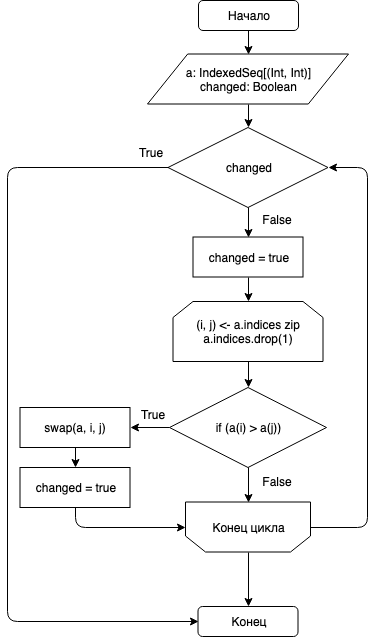 Начало
a: IndexedSeq[(Int, Int)]
changed: Boolean
True
changed
False
changed = true
(i, j) <- a.indices zip
a.indices.drop(1)
True
swap(a, i, j)
if (a(i) > a(j))
changed = true
False
Конец цикла
Конец